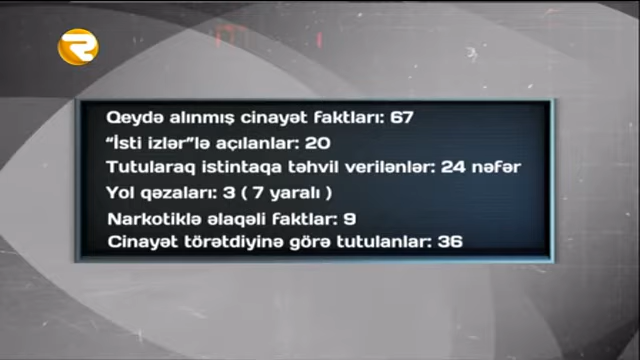 Qeydə alınmış cinayət faktları: 67
“İsti izlər”lə açılanlar: 20
Tutularaq istintaqa təhvil verilənlər: 24 nəfər
Yol qəzaları: 3 ( 7 yaralı )
Narkotiklə əlaqəli faktlar: 9
Cinayət törətdiyinə görə tutulanlar: 36